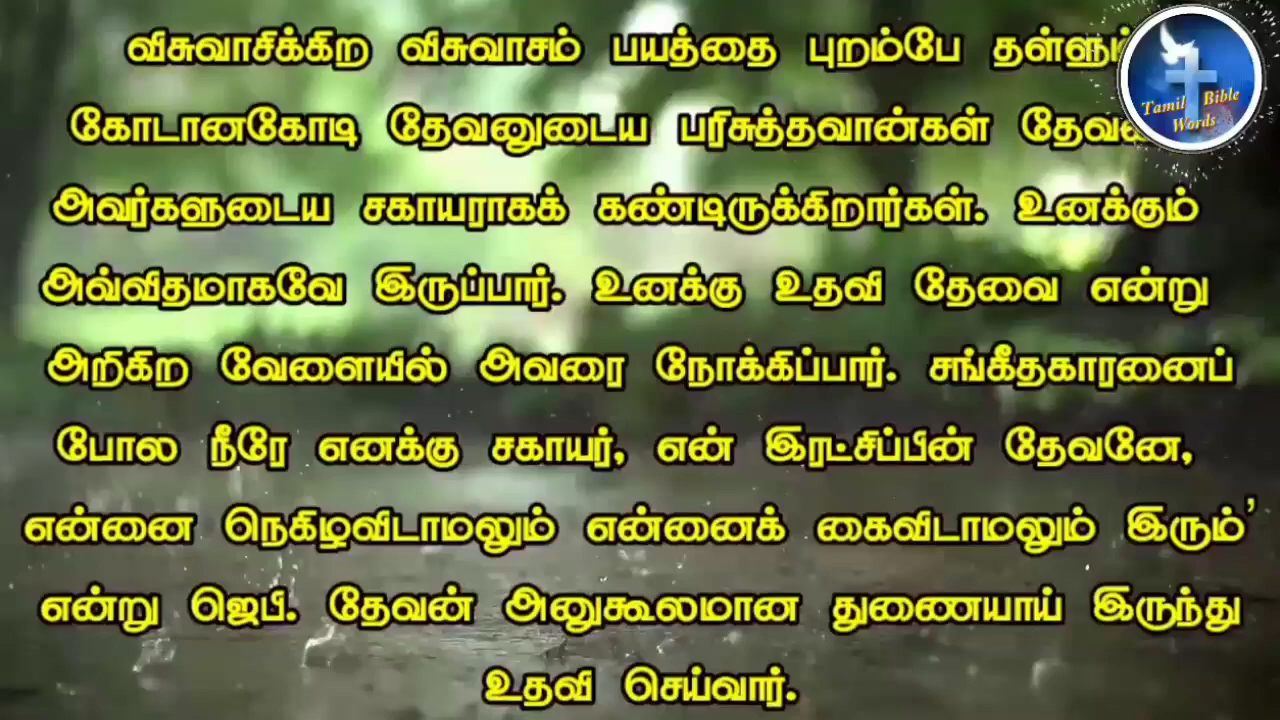 விசுவாசிக்கிற விசுவாசம் பயத்தை புறம்பே
கோடானகோடி தேவனுடைய பரிசுத்தவான்கள்
அவர்களுடைய சகாயராகக் கண்டிருக்கிறார்கள். உனக்கும்
அவ்விதமாகவே இருப்பார். உனக்கு உதவி தேவை என்று
அறிகிற வேளையில் அவரை நோக்கிப்பார். சங்கீதகாரனைப்
போல நீரே எனக்கு சகாயர், என் இரட்சிப்பின் தேவனே,
என்னை நெகிழவிடாமலும் என்னைக் கைவிடாமலும் இரும்'
என்று ஜெபி. தேவன் அனுகூலமான துணையாய் இருந்து
உதவி செய்வார்.
Tamil Bible
Words